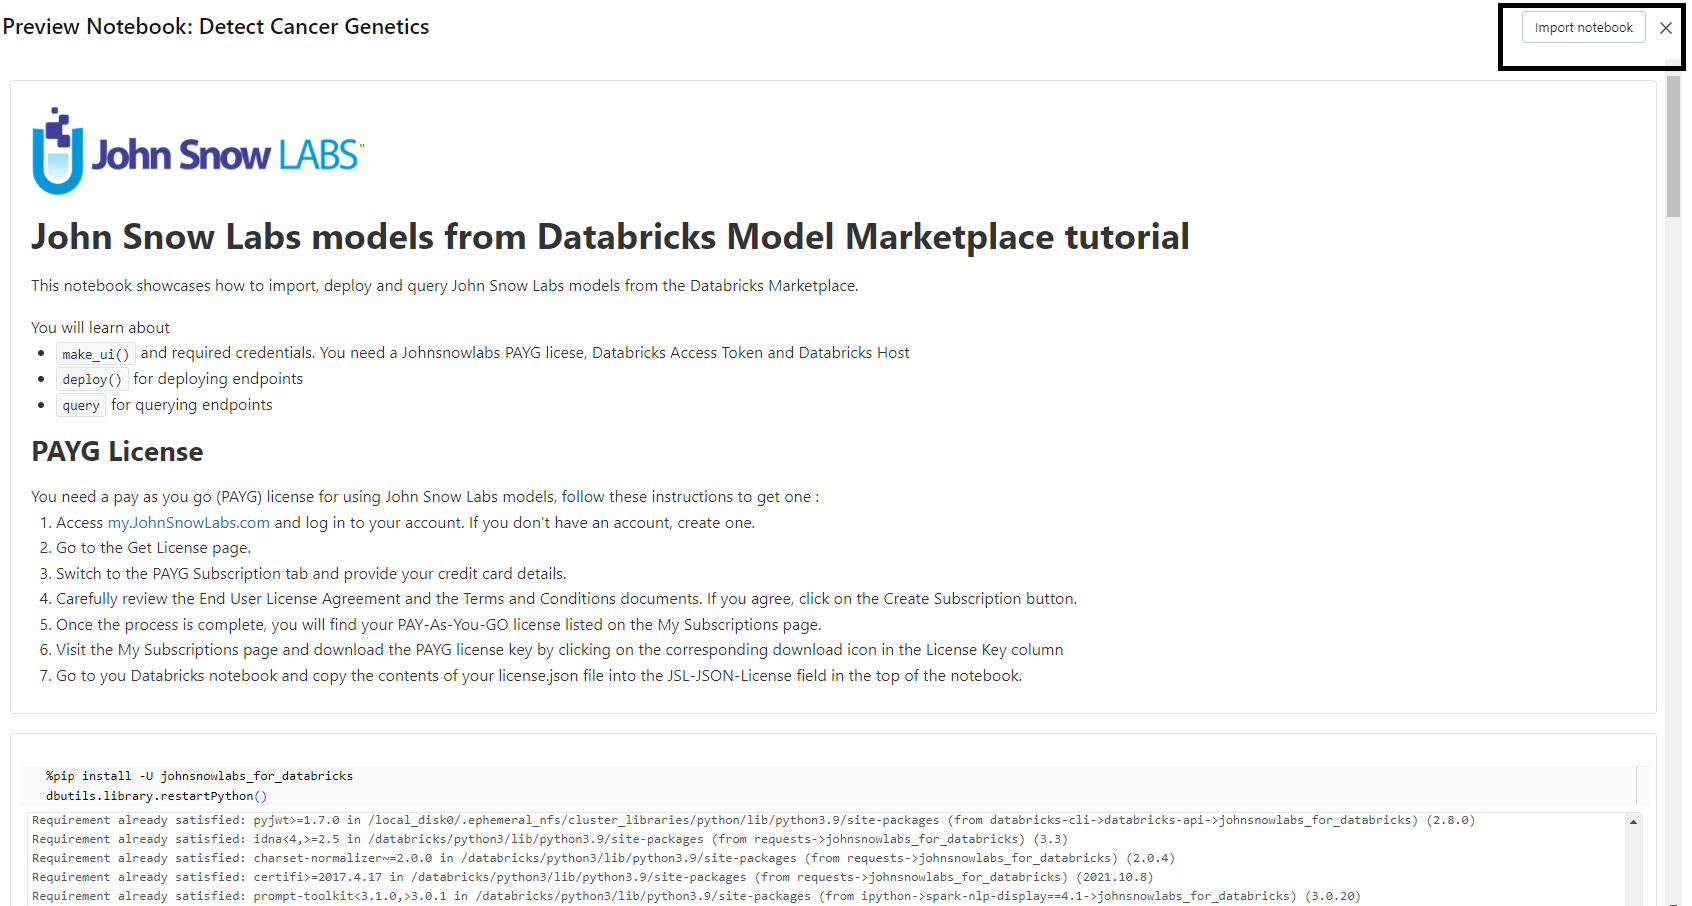 Preview Notebook: Detect Cancer Genetics
Import notebook
John Snow LABS
John Snow Labs models from Databricks Model Marketplace tutorial
This notebook showcases how to import, deploy and query John Snow Labs models from the Databricks Marketplace.
You will learn about
• make_ui() and required credentials. You need a Johnsnowlabs PAYG licese, Databricks Access Token and Databricks Host
• deploy() for deploying endpoints
• query for querying endpoints
PAYG License
You need a pay as you go (PAYG) license for using John Snow Labs models, follow these instructions to get one :
1. Access my.JohnSnowLabs.com and log in to your account. If you don't have an account, create one.
2. Go to the Get License page.
3. Switch to the PAYG Subscription tab and provide your credit card details.
4. Carefully review the End User License Agreement and the Terms and Conditions documents. If you agree, click on the Create Subscription button.
5. Once the process is complete, you will find your PAY-As-You-GO license listed on the My Subscriptions page.
6. Visit the My Subscriptions page and download the PAYG license key by clicking on the corresponding download icon in the License Key column
7. Go to you Databricks notebook and copy the contents of your license.json file into the JSL-JSON-License field in the top of the notebook.
%pip install -U johnsnowlabs_for_databricks
dbutils.library.restartPython()
Requirement already satisfied: pyjwt>=1.7.0 in /local_disk0/.ephemeral_nfs/cluster_libraries/python/lib/python3.9/site-packages (from databricks-cli->databricks-api->johnsnowlabs_for_databricks) (2.8.0)
Requirement already satisfied: idna<4,>=2.5 in /databricks/python3/lib/python3.9/site-packages (from requests->johnsnowlabs_for_databricks) (3.3)
Requirement already satisfied: charset-normalizer~=2.0.0 in /databricks/python3/lib/python3.9/site-packages (from requests->johnsnowlabs_for_databricks) (2.0.4)
Requirement already satisfied: certifi>=2017.4.17 in /databricks/python3/lib/python3.9/site-packages (from requests->johnsnowlabs_for_databricks) (2021.10.8)
Requirement already satisfied: prompt-toolkit<3.1.0,>3.0.1 in /databricks/python3/lib/python3.9/site-packages (from ipython->spark-nlp-display==4.1->johnsnowlabs_for_databricks) (3.0.20)